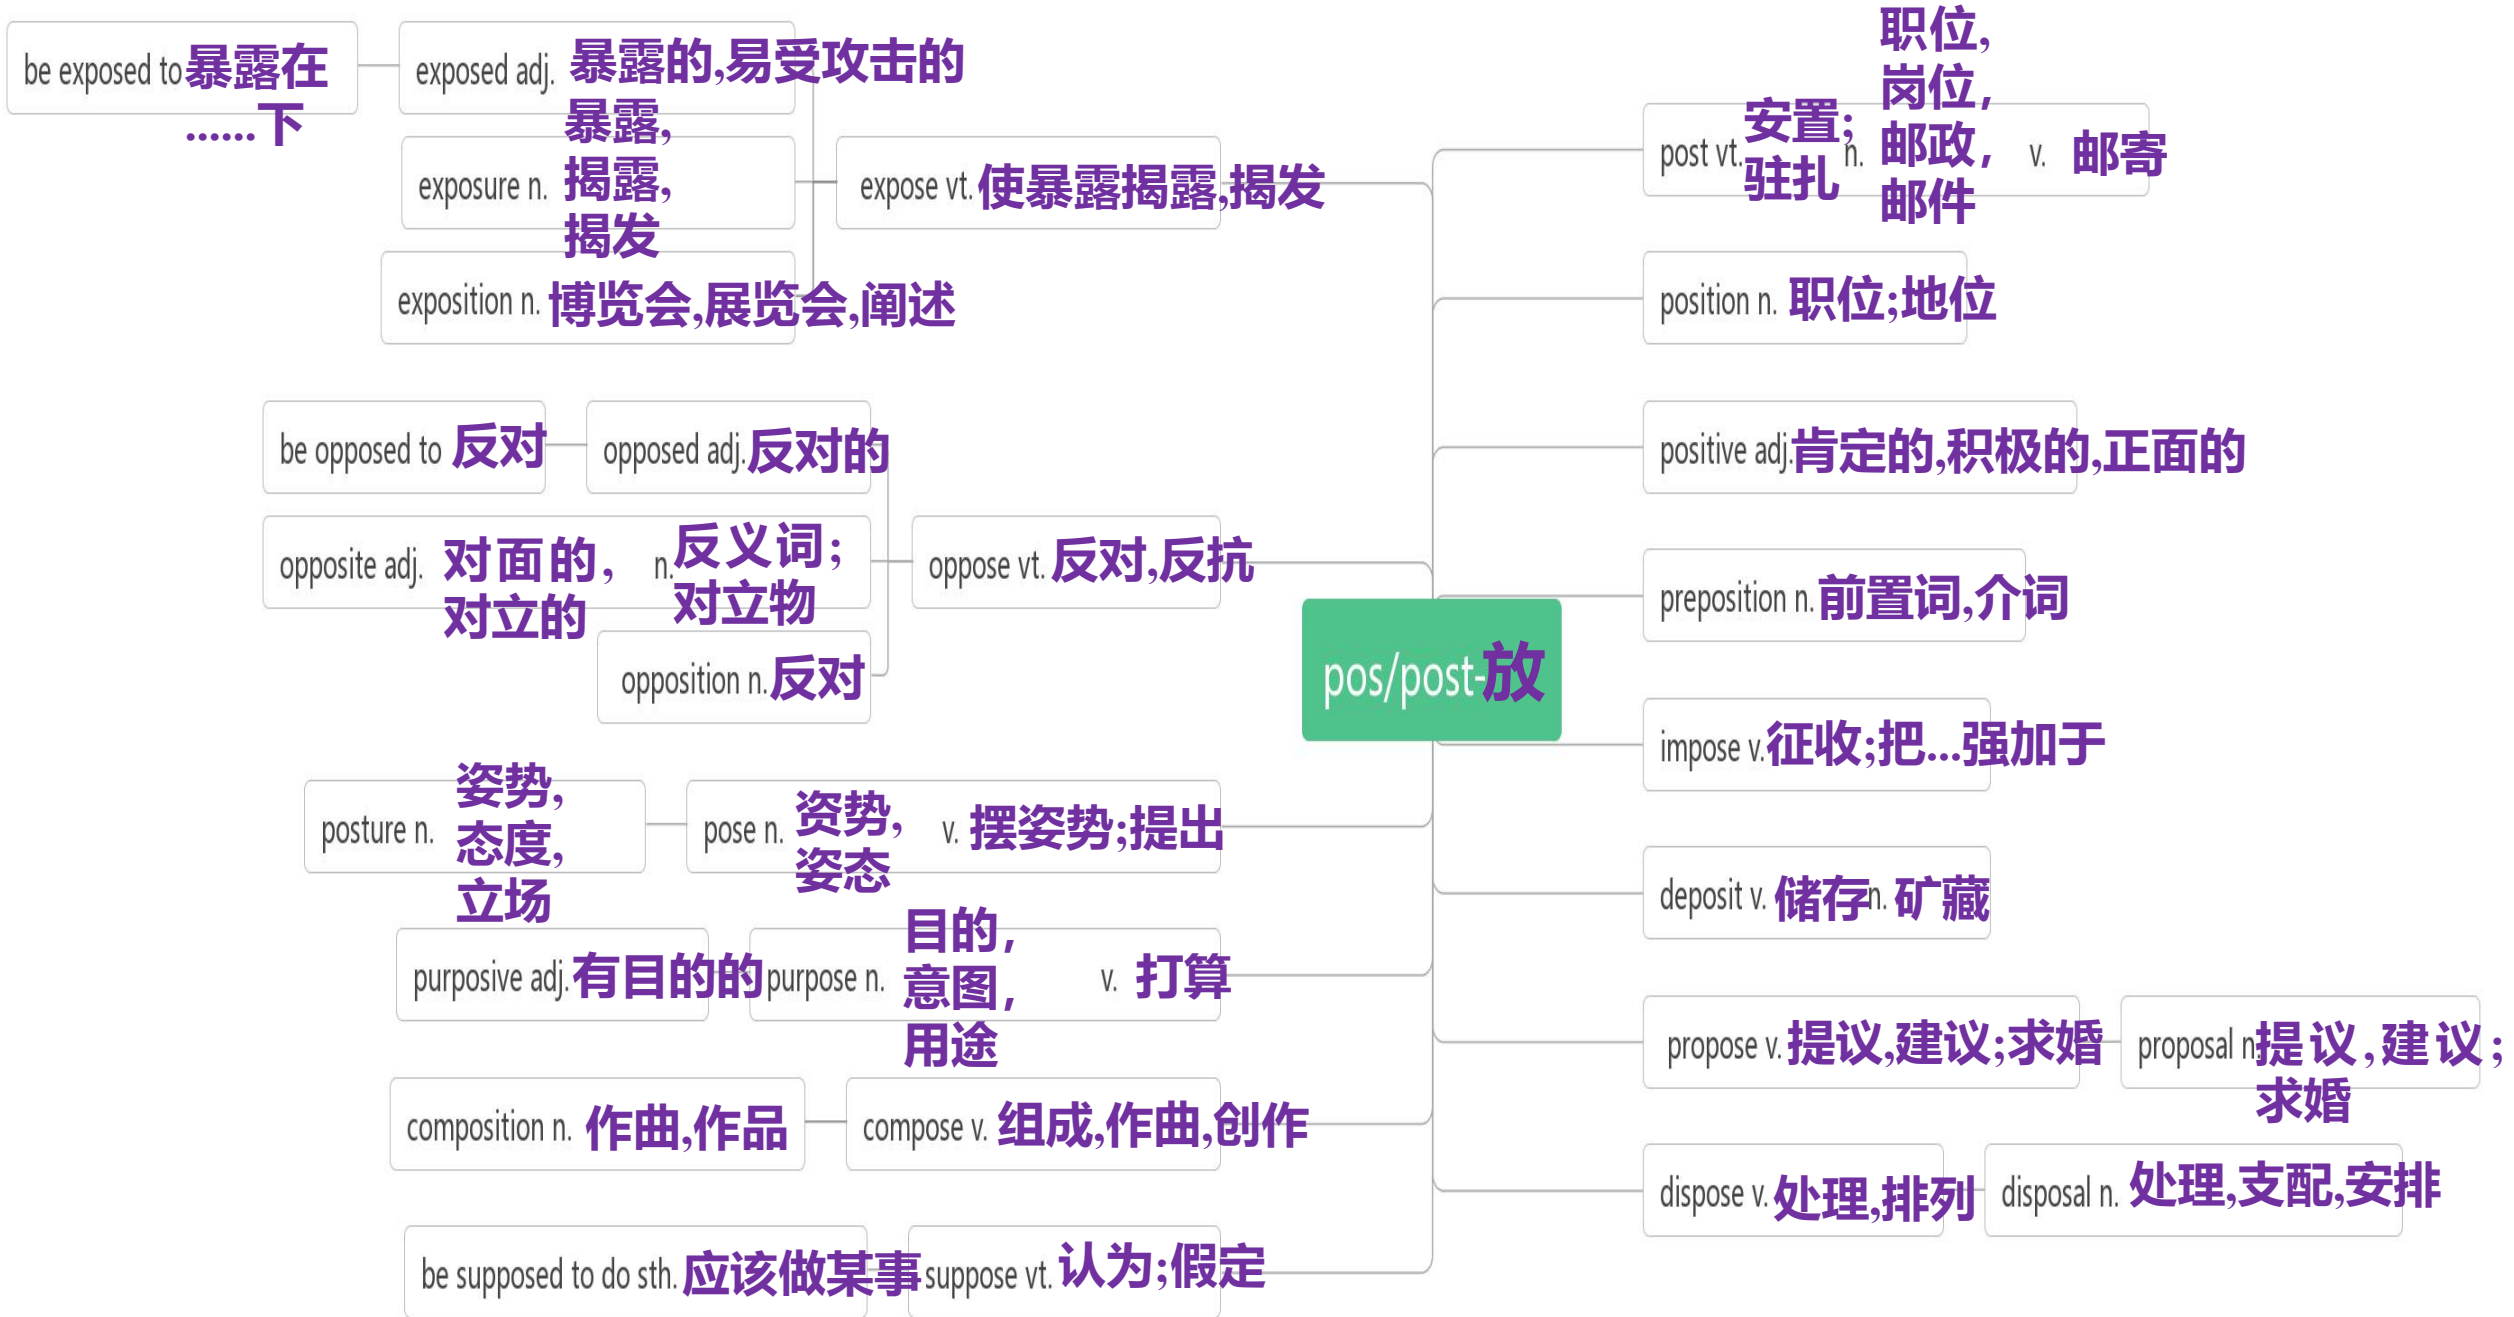 be exposed to 暴露在
......下
exposed adj. 暴露的,易受攻击的
exposure n. 暴露,
揭露,
揭发
exposition n. 博览会,展览会,阐述
expose vt. 使暴露揭露,揭发
be opposed to 反对
opposed adj. 反对的
opposite adj. 对面的,
对立的
n. 反义词;
对立物
opposition n. 反对
oppose vt. 反对,反抗
posture n. 姿势,
态度,
立场
pose n. 资势,
姿态
v. 摆姿势;提出
purposive adj. 有目的的
purpose n. 目的,
意图,
用途
v. 打算
composition n. 作曲,作品
compose v. 组成,作曲,创作
be supposed to do sth. 应该做某事
suppose vt. 认为;假定
pos/post-放
post vt. 安置;
驻扎
n. 职位,
岗位,
邮政,
邮件
v. 邮寄
position n. 职位;地位
positive adj. 肯定的,积极的,正面的
preposition n. 前置词,介词
impose v. 征收;把...强加于
deposit v. 储存 n. 矿藏
propose v. 提议,建议;求婚
proposal n. 提议,建议;
求婚
dispose v. 处理,排列
disposal n. 处理,支配,安排